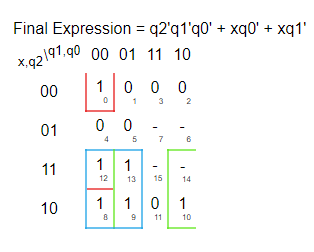 Final Expression = q2'q1'q0' + xq0' + xq1'
x,q2\q1,q0 00 01 11 10
00 1 0 0 0
0 1 3 2
01 0 0 - -
4 5 7 6
11 1 1 - -
12 13 15 14
10 1 1 0 1
8 9 11 10